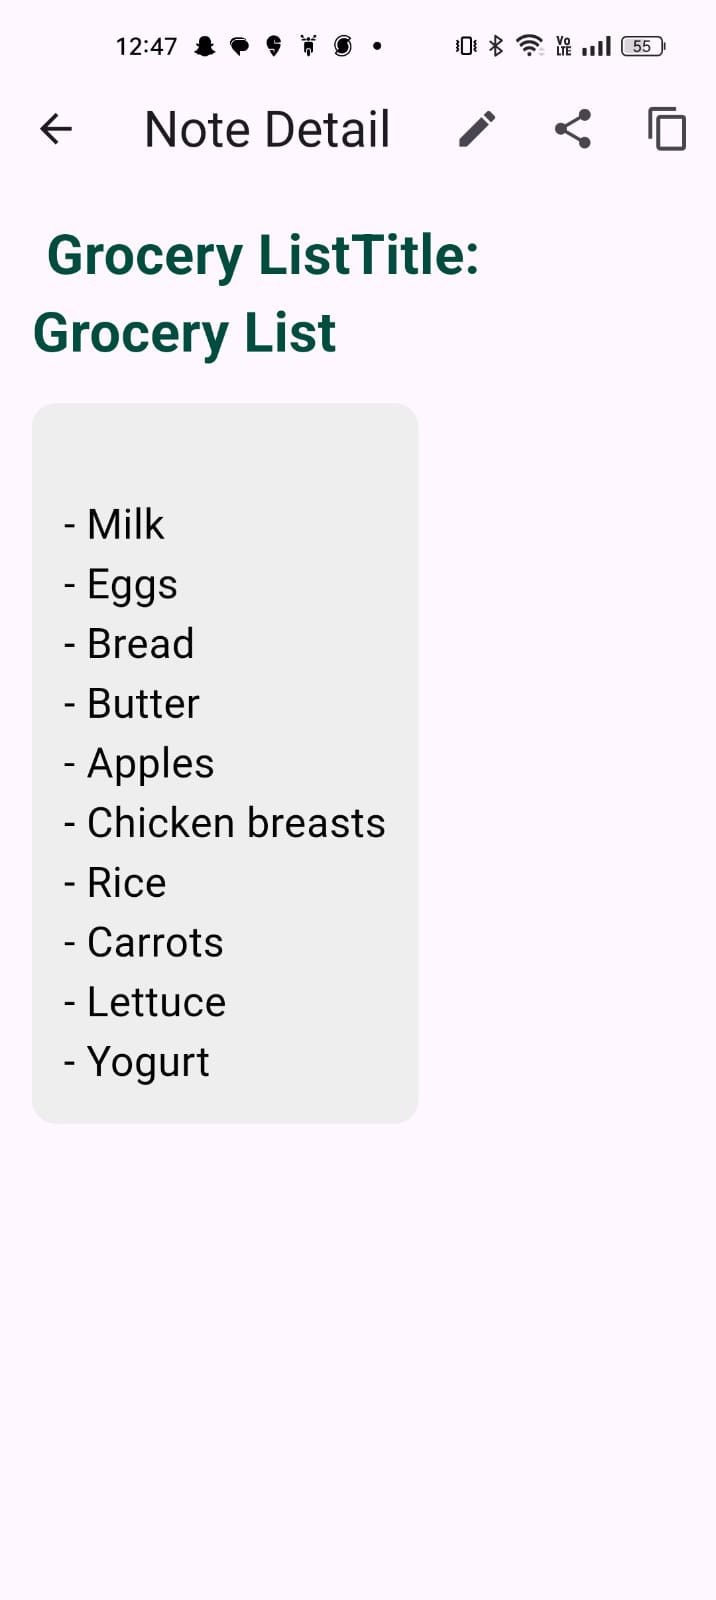 12:47
VO
LTE
55
Note Detail
Grocery ListTitle:
Grocery List
- Milk
- Eggs
- Bread
- Butter
- Apples
- Chicken breasts
- Rice
- Carrots
- Lettuce
- Yogurt